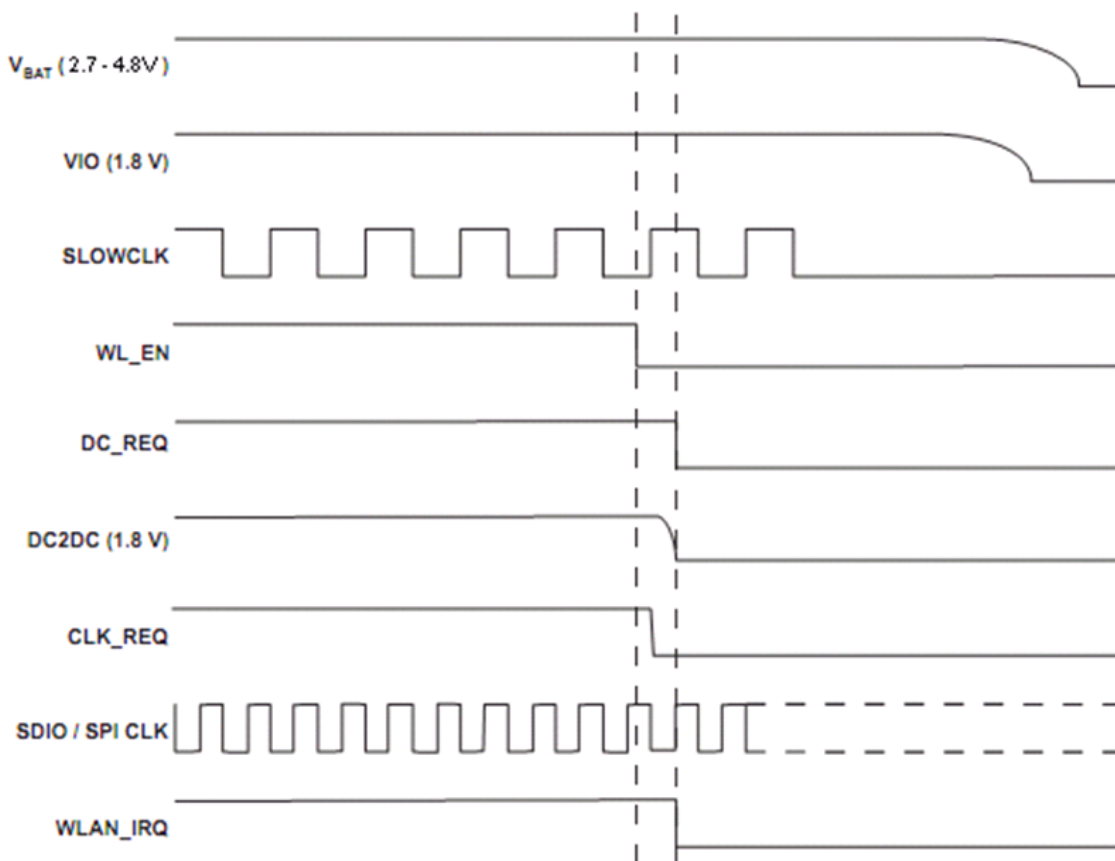 VBAT ( 2.7 - 4.8V )
VIO (1.8 V)
SLOWCLK
WL_EN
DC_REQ
DC2DC (1.8 V)
CLK_REQ
SDIO / SPI CLK
WLAN_IRQ